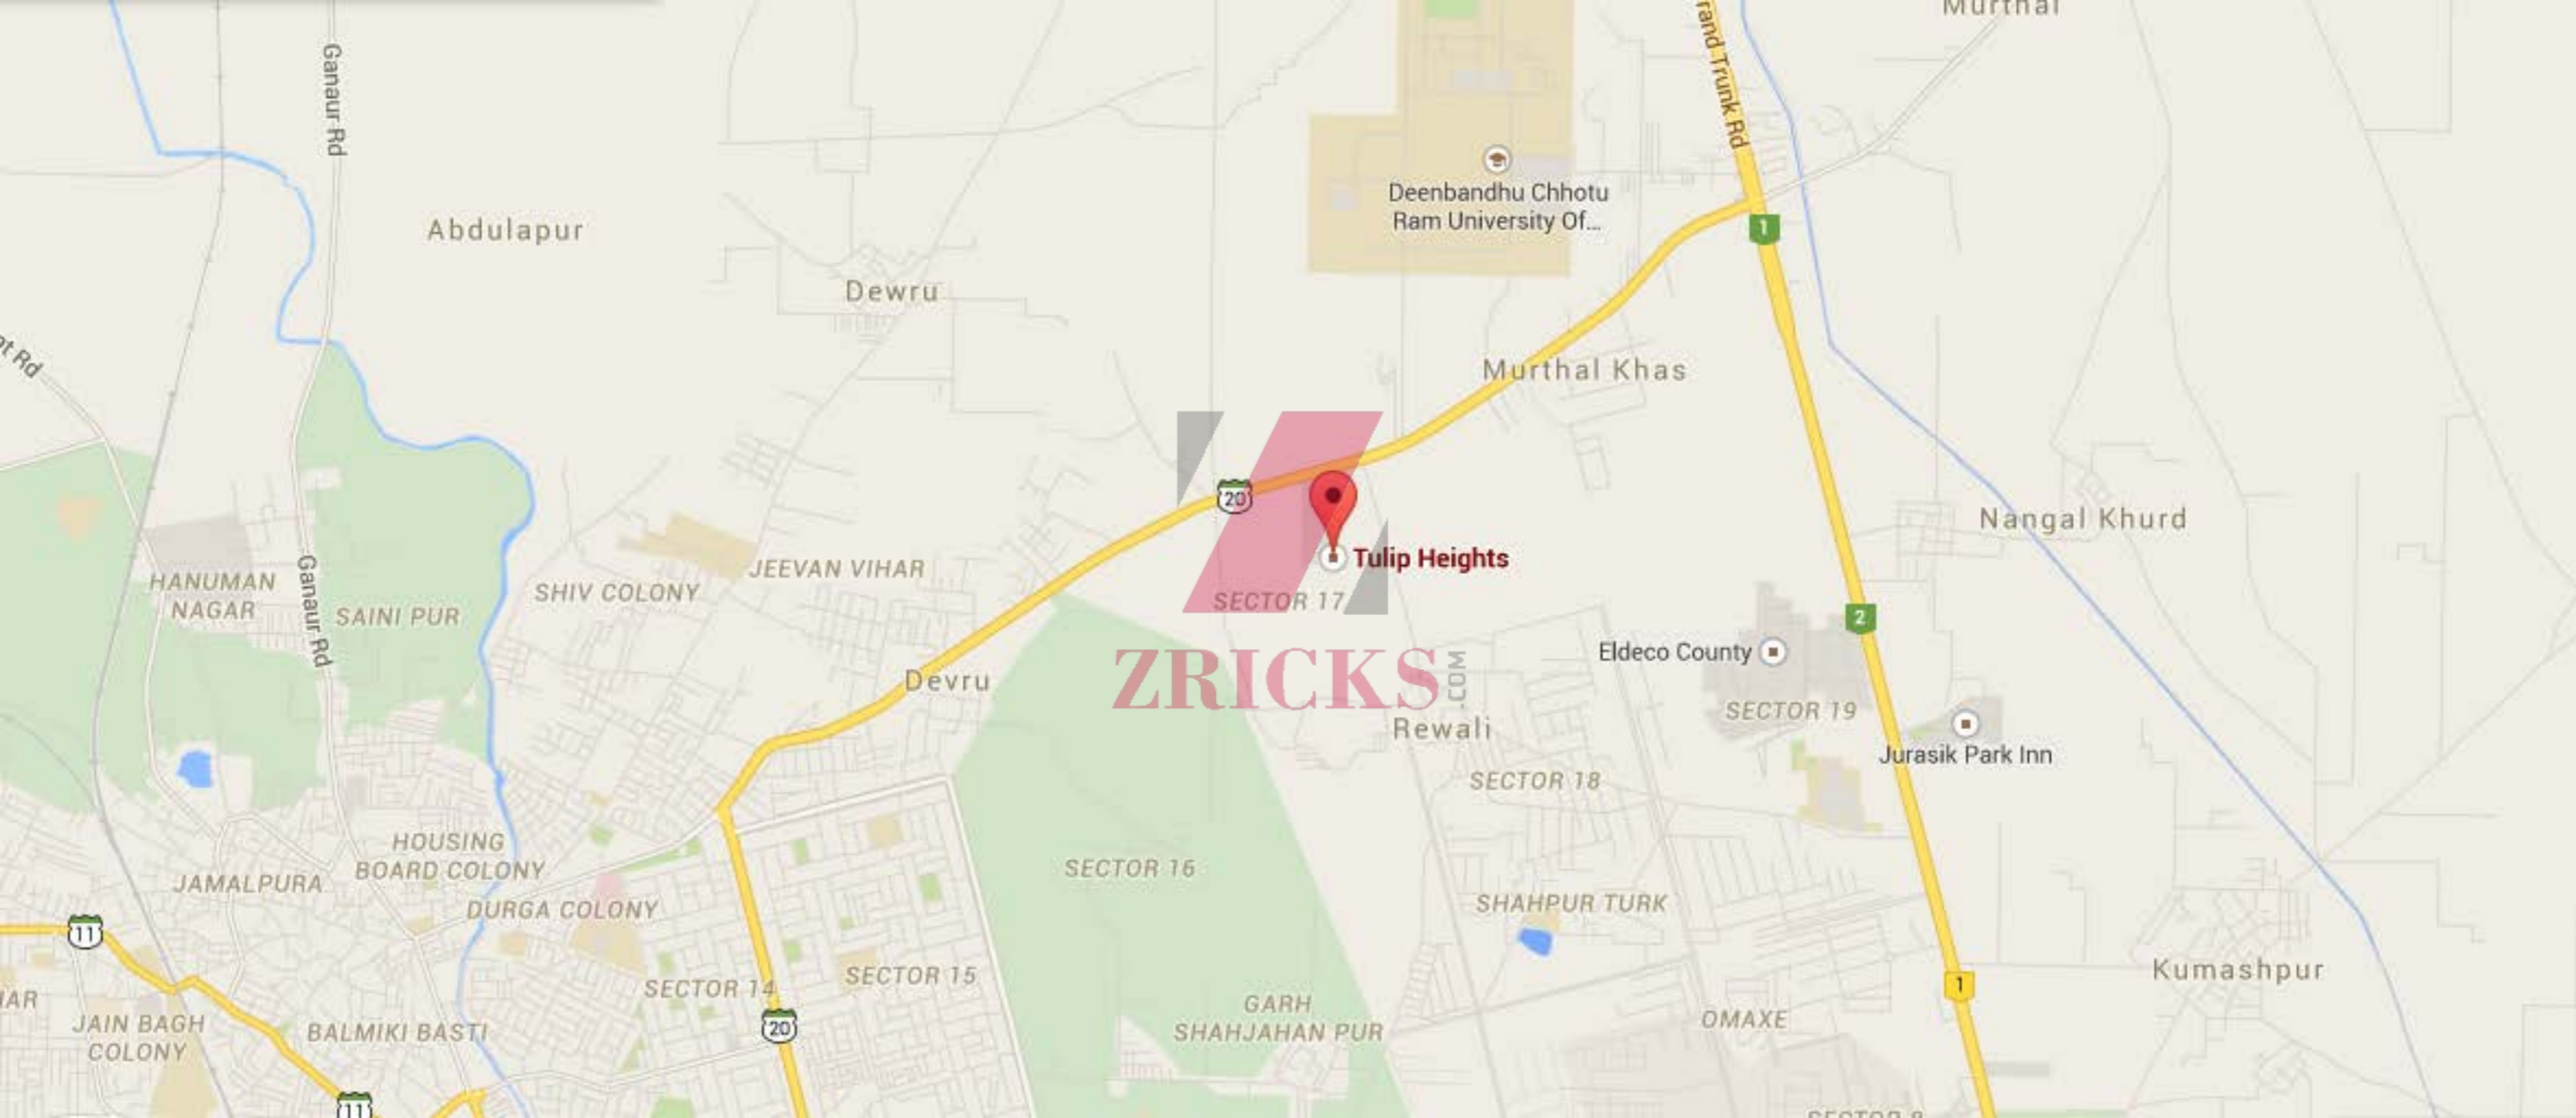 Murthal
Ganaur Rd
rand Trunk Rd
Deenbandhu Chhotu
Ram University Of...
Abdulapur
1
Dewru
Rd
Murthal Khas
20
Nangal Khurd
Tulip Heights
JEEVAN VIHAR
HANUMAN
NAGAR
SHIV COLONY
SECTOR 17
Ganaur Rd
SAINI PUR
2
Eldeco County
ZRICKS
.COM
Devru
SECTOR 19
Rewali
Jurasik Park Inn
SECTOR 18
HOUSING
BOARD COLONY
SECTOR 16
JAMALPURA
DURGA COLONY
SHAHPUR TURK
11
SECTOR 15
Kumashpur
SECTOR 14
1
GARH
SHAHJAHAN PUR
JAIN BAGH
COLONY
BALMIKI BASTI
20
OMAXE
11